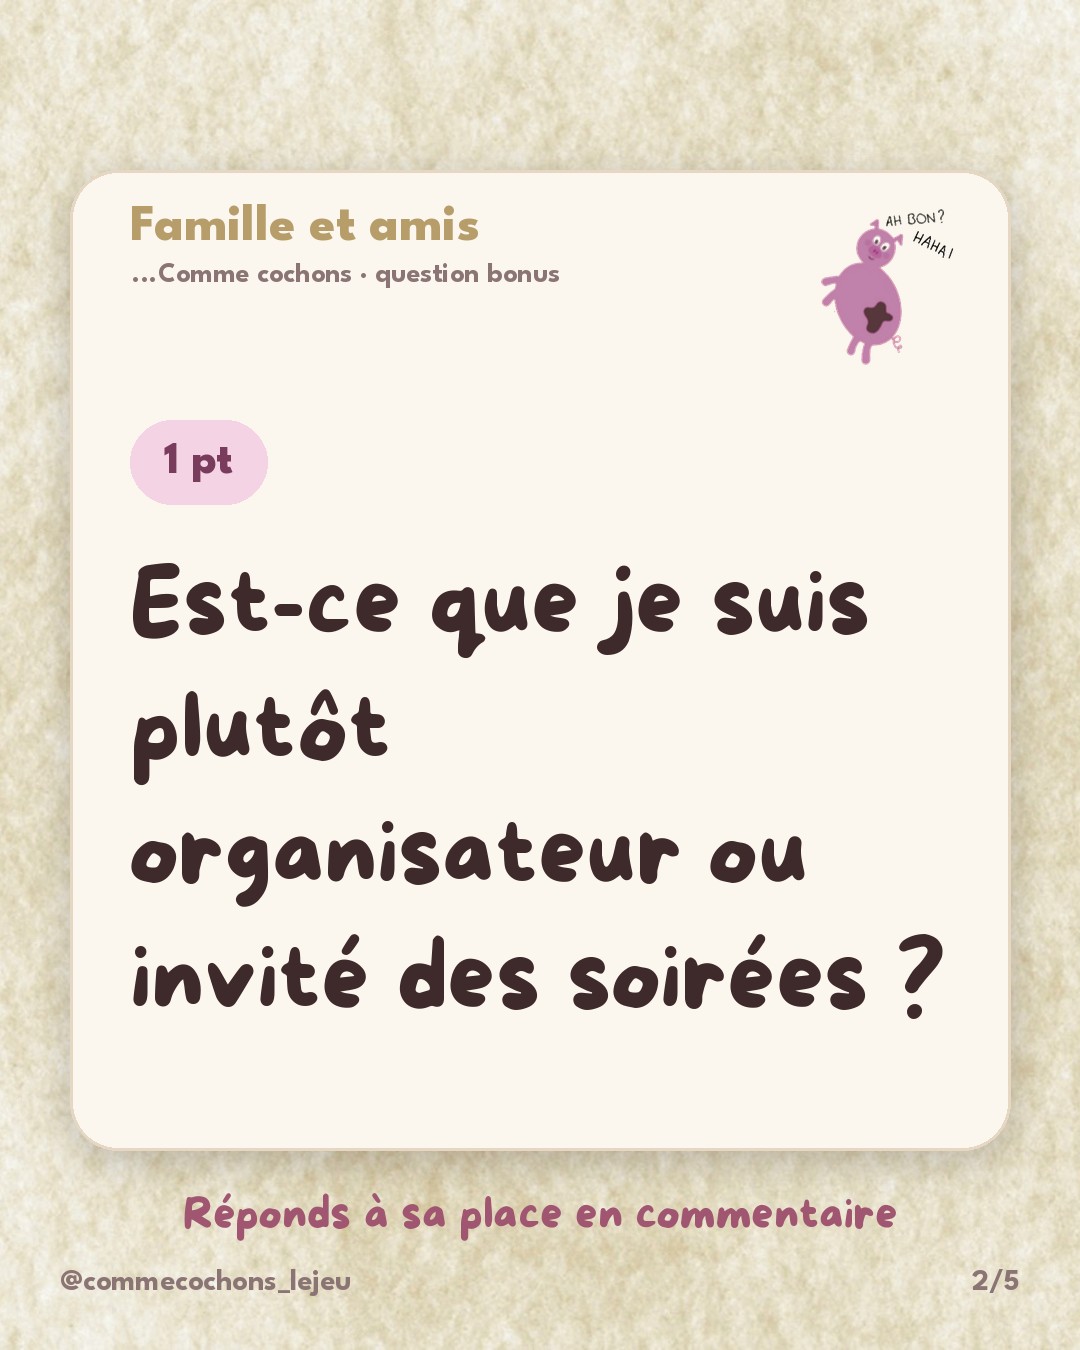 Famille et amis
...Comme cochons · question bonus
AH BON?
HAHA!
1 pt
Est-ce que je suis
plutôt
organisateur ou
invité des soirées ?
Réponds à sa place en commentaire
@commecochons_lejeu
2/5